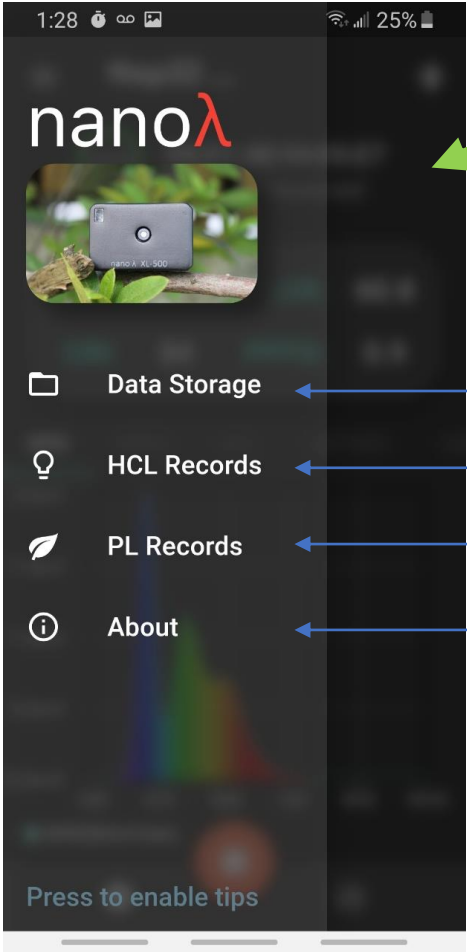 1:28 25%
nanoλ
nano λ XL-500
Data Storage
HCL Records
PL Records
About
Press to enable tips